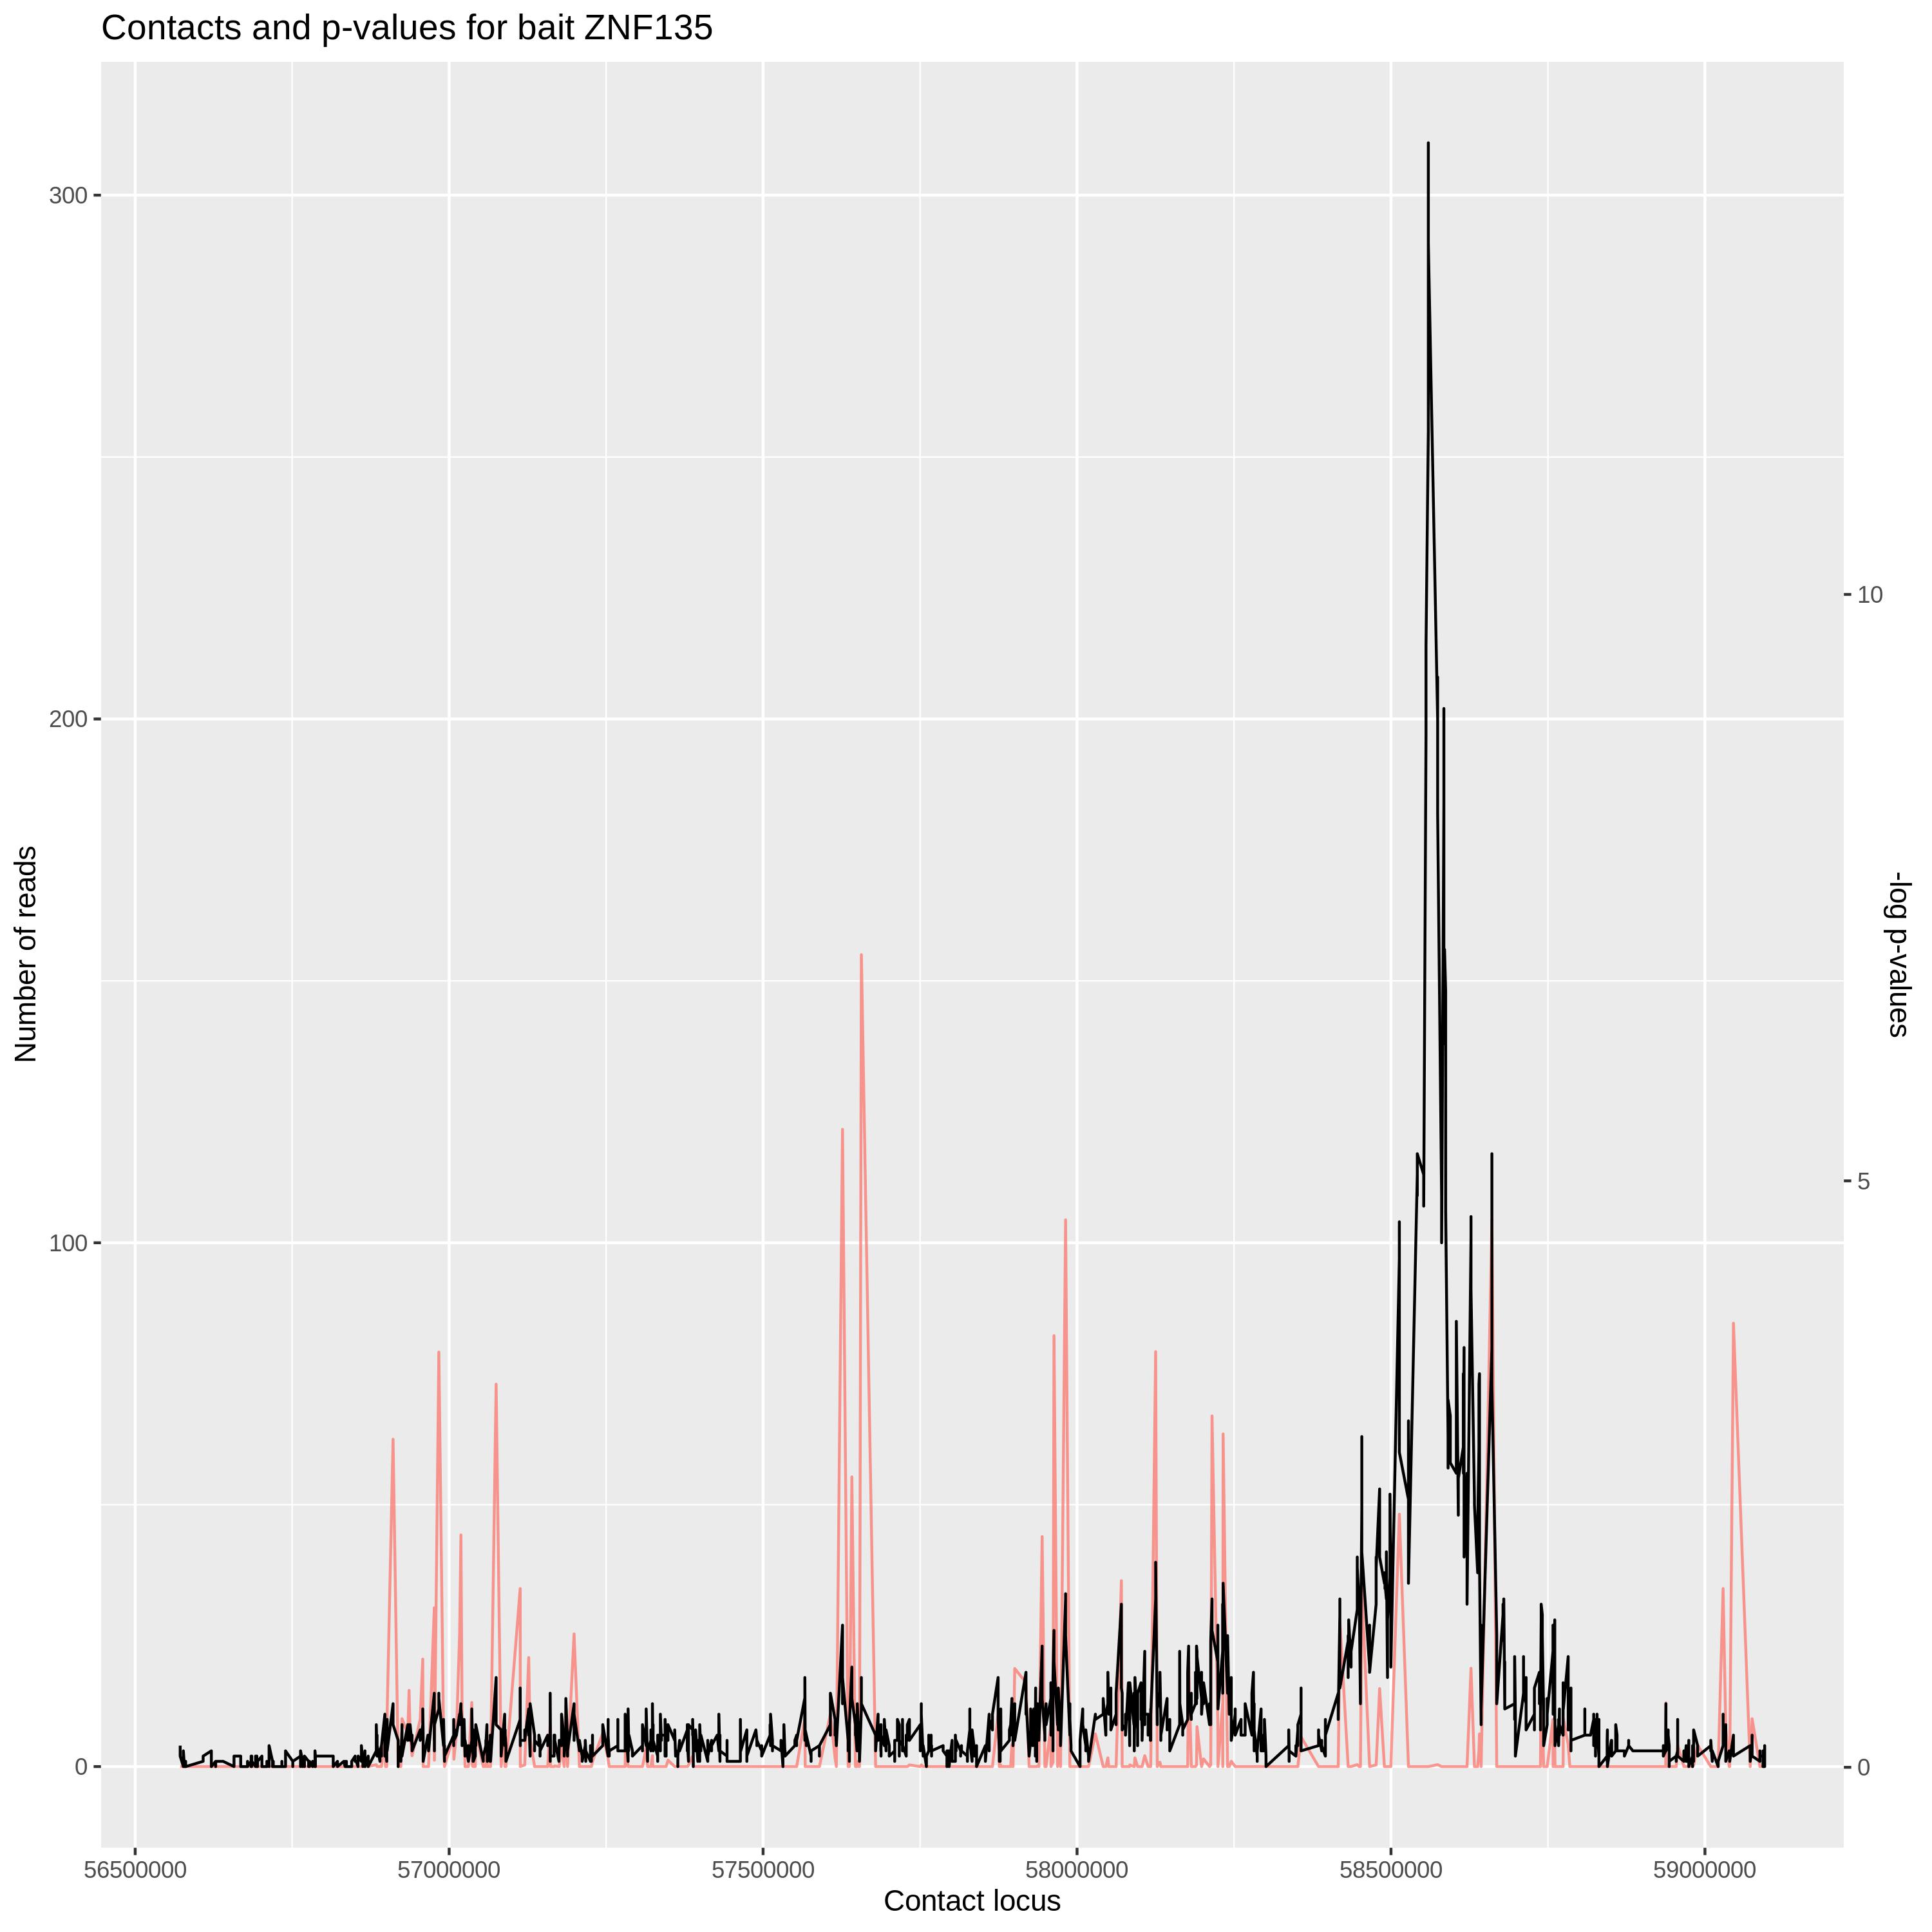 Contacts and p-values for bait ZNF135
300
200
100
0
Number of reads
10
5
0
-log p-values
56500000 57000000 57500000 58000000 58500000 59000000
Contact locus